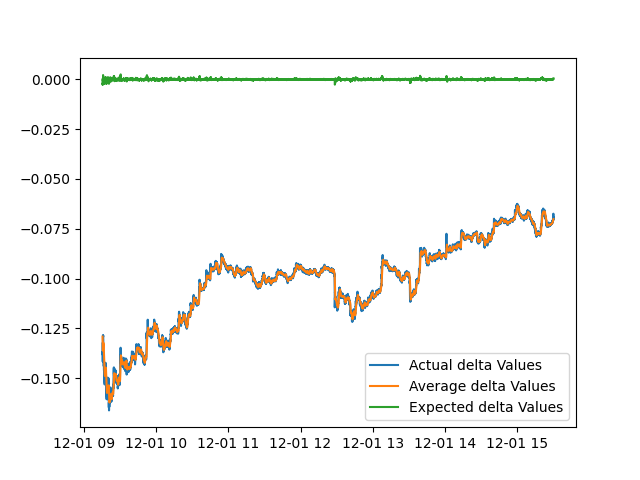 0.000
−0.025
−0.050
−0.075
−0.100
−0.125
−0.150
Actual delta Values
Average delta Values
Expected delta Values
12-01 09 12-01 10 12-01 11 12-01 12 12-01 13 12-01 14 12-01 15